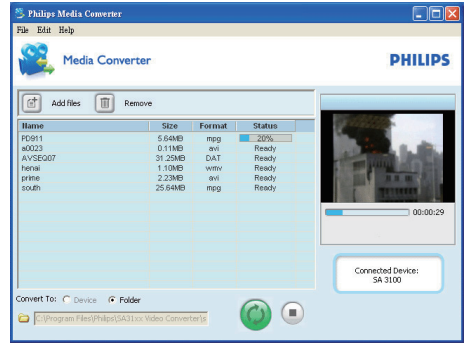 Philips Media Converter
File Edit Help
Media Converter
PHILIPS
Add files Remove
Name Size Format Status
PD911 5.64MB mpg 20%
a0023 0.11MB avi Ready
AVSEQ07 31.25MB DAT Ready
henai 1.10MB wmv Ready
prime 2.23MB avi Ready
south 25.64MB mpg Ready
00:00:29
Connected Device:
SA 3100
Convert To: Device Folder
C:\Program Files\Philips\SA31xx Video Converter\s